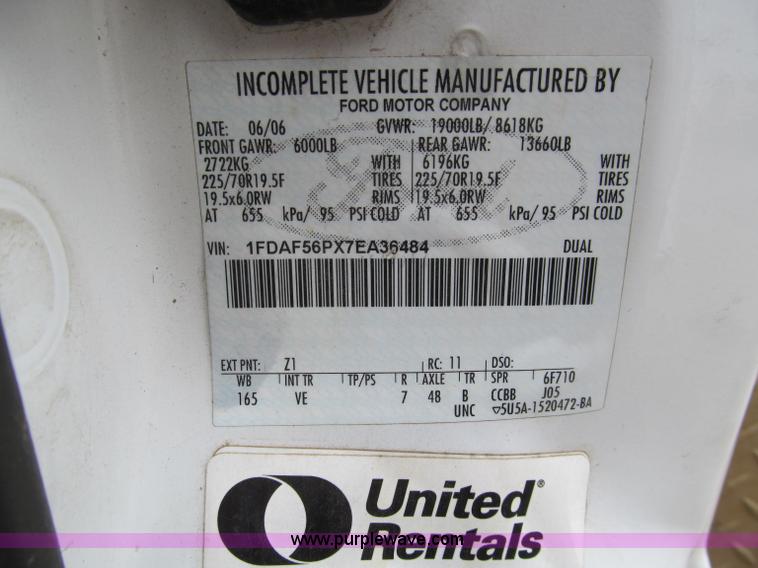 INCOMPLETE VEHICLE MANUFACTURED BY
FORD MOTOR COMPANY
DATE: 06/06 GVWR: 19000LB/ 8618KG
FRONT GAWR: 6000LB REAR GAWR: 13660LB
2722KG WITH 6196KG WITH
225/70R19.5F TIRES 225/70R19.5F TIRES
19.5x6.0RW RIMS 19.5x6.0RW RIMS
AT 655 kPa/ 95 PSI COLD AT 655 kPa/ 95 PSI COLD
VIN: 1FDAF56PX7EA36484 DUAL
EXT PNT: Z1 RC: 11 DSO:
WB INT TR TP/PS R AXLE TR SPR 6F710
165 VE 7 48 B CCBB J05
UNC ▽5U5A-1520472-BA
United
Rentals
www.purplewave.com